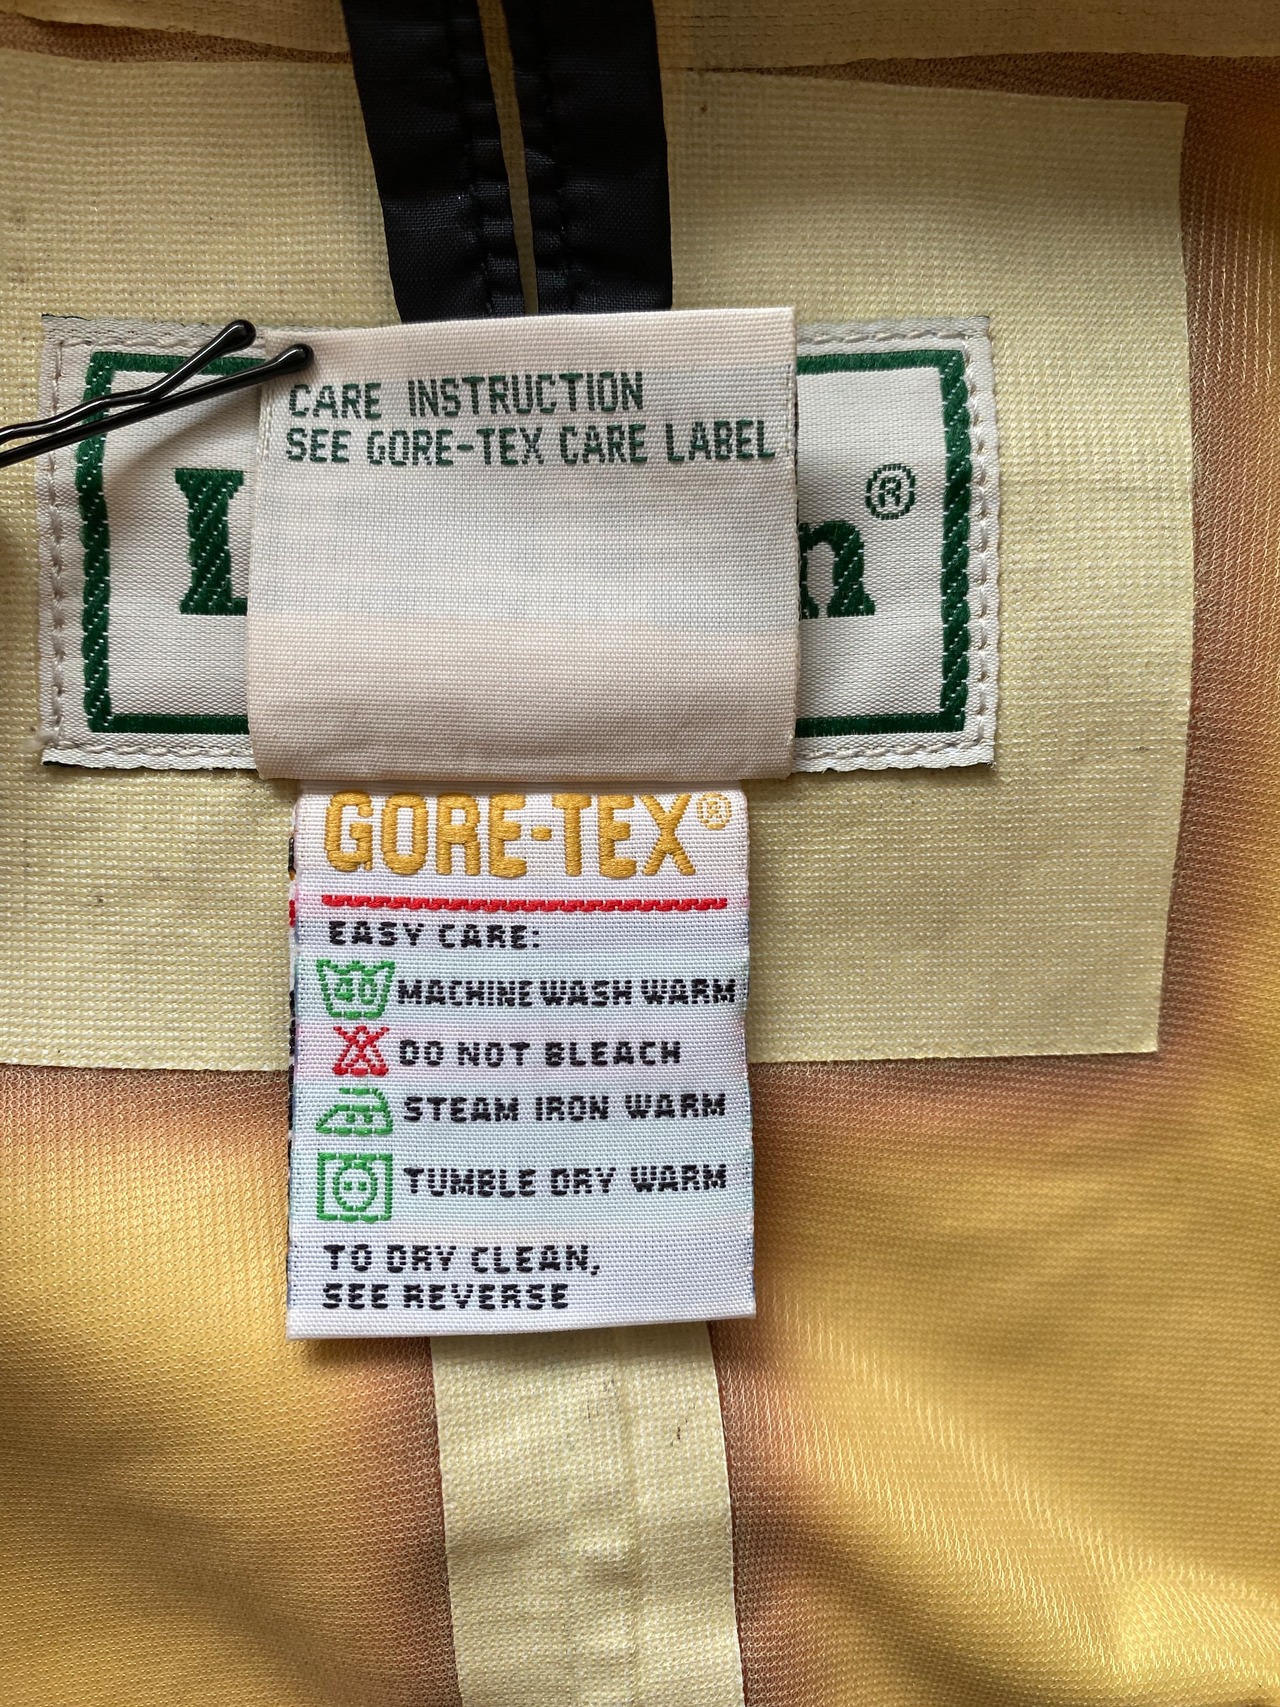 CARE INSTRUCTION
SEE GORE-TEX CARE LABEL
GORE-TEX®
EASY CARE:
40 MACHINE WASH WARM
DO NOT BLEACH
STEAM IRON WARM
TUMBLE DRY WARM
TO DRY CLEAN,
SEE REVERSE